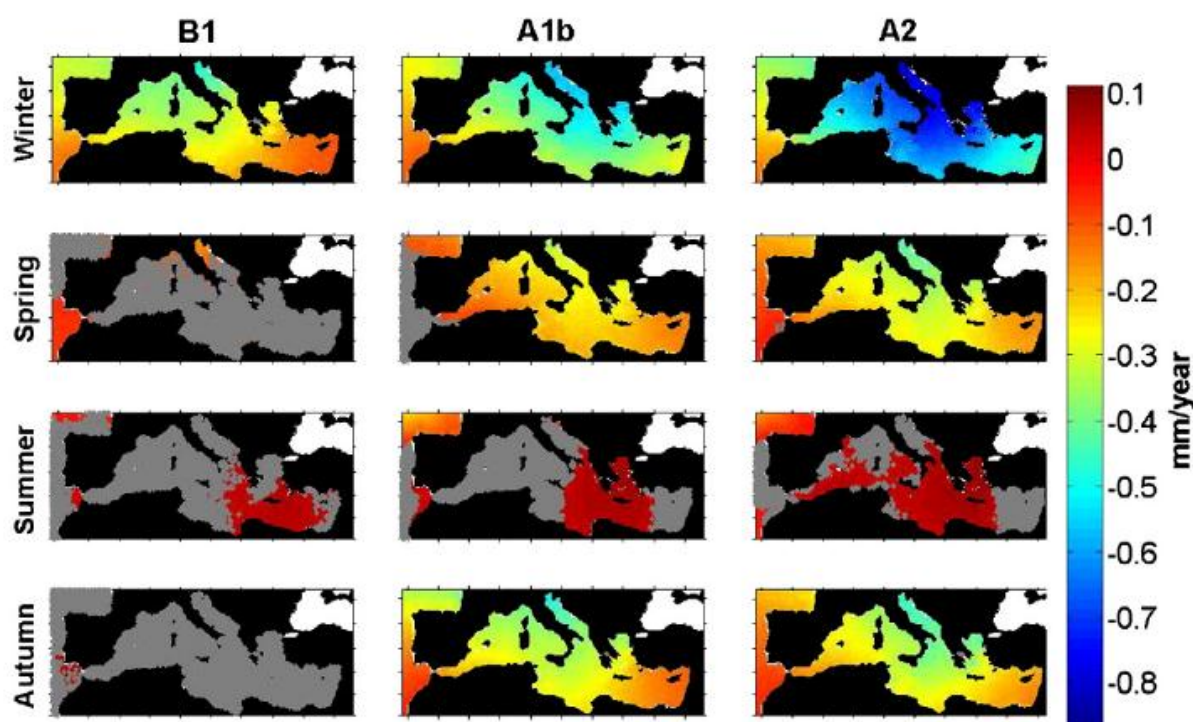 B1 A1b A2
Winter
Spring
Summer
Autumn
0.1
0
-0.1
-0.2
-0.3
-0.4
-0.5
-0.6
-0.7
-0.8
mm/year